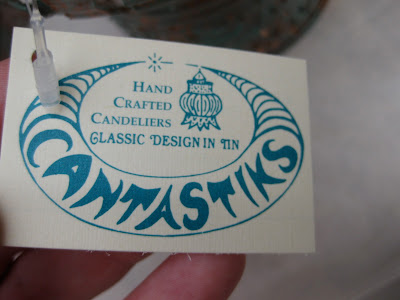 Hand
Crafted
Candeliers
Classic Design in Tin
CANTASTIKS